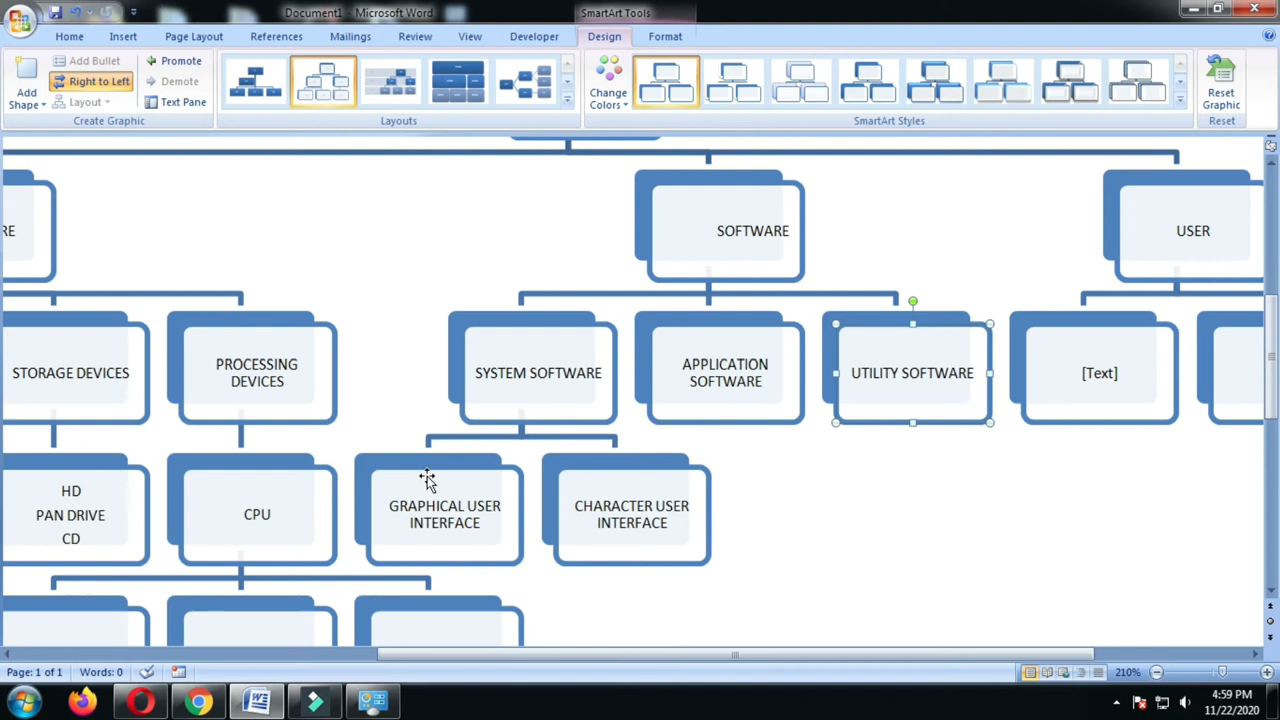 Document1 - Microsoft Word
SmartArt Tools
Home
Insert
Page Layout
References
Mailings
Review
View
Developer
Design
Format
Add Shape
Add Bullet
Right to Left
Layout
Promote
Demote
Text Pane
Create Graphic
Layouts
Change Colors
SmartArt Styles
Reset Graphic
Reset
RE
SOFTWARE
USER
STORAGE DEVICES
PROCESSING
DEVICES
SYSTEM SOFTWARE
APPLICATION
SOFTWARE
UTILITY SOFTWARE
[Text]
HD
PAN DRIVE
CD
CPU
GRAPHICAL USER
INTERFACE
CHARACTER USER
INTERFACE
Page: 1 of 1
Words: 0
210%
4:59 PM
11/22/2020